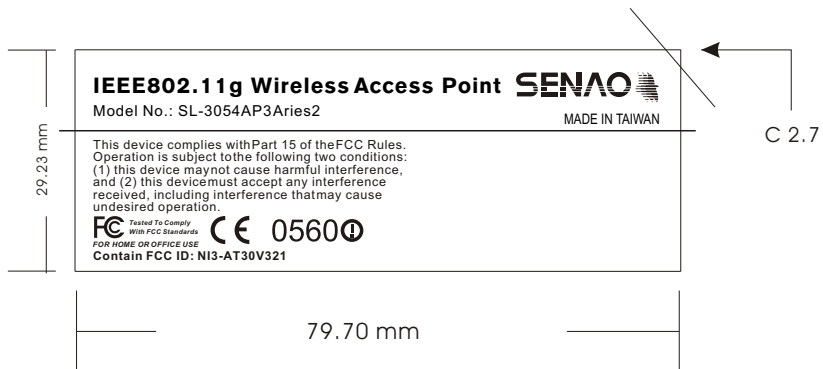 IEEE802.11g Wireless Access Point SENAO
Model No.: SL-3054AP3Aries2
MADE IN TAIWAN
C 2.7
29.23 mm
This device complies withPart 15 of theFCC Rules.
Operation is subject tothe following two conditions:
(1) this device maynot cause harmful interference,
and (2) this devicemust accept any interference
received, including interference thatmay cause
undesired operation.
FC Tested To Comply
With FCC Standards
CE 0560
FOR HOME OR OFFICE USE
Contain FCC ID: NI3-AT30V321
79.70 mm